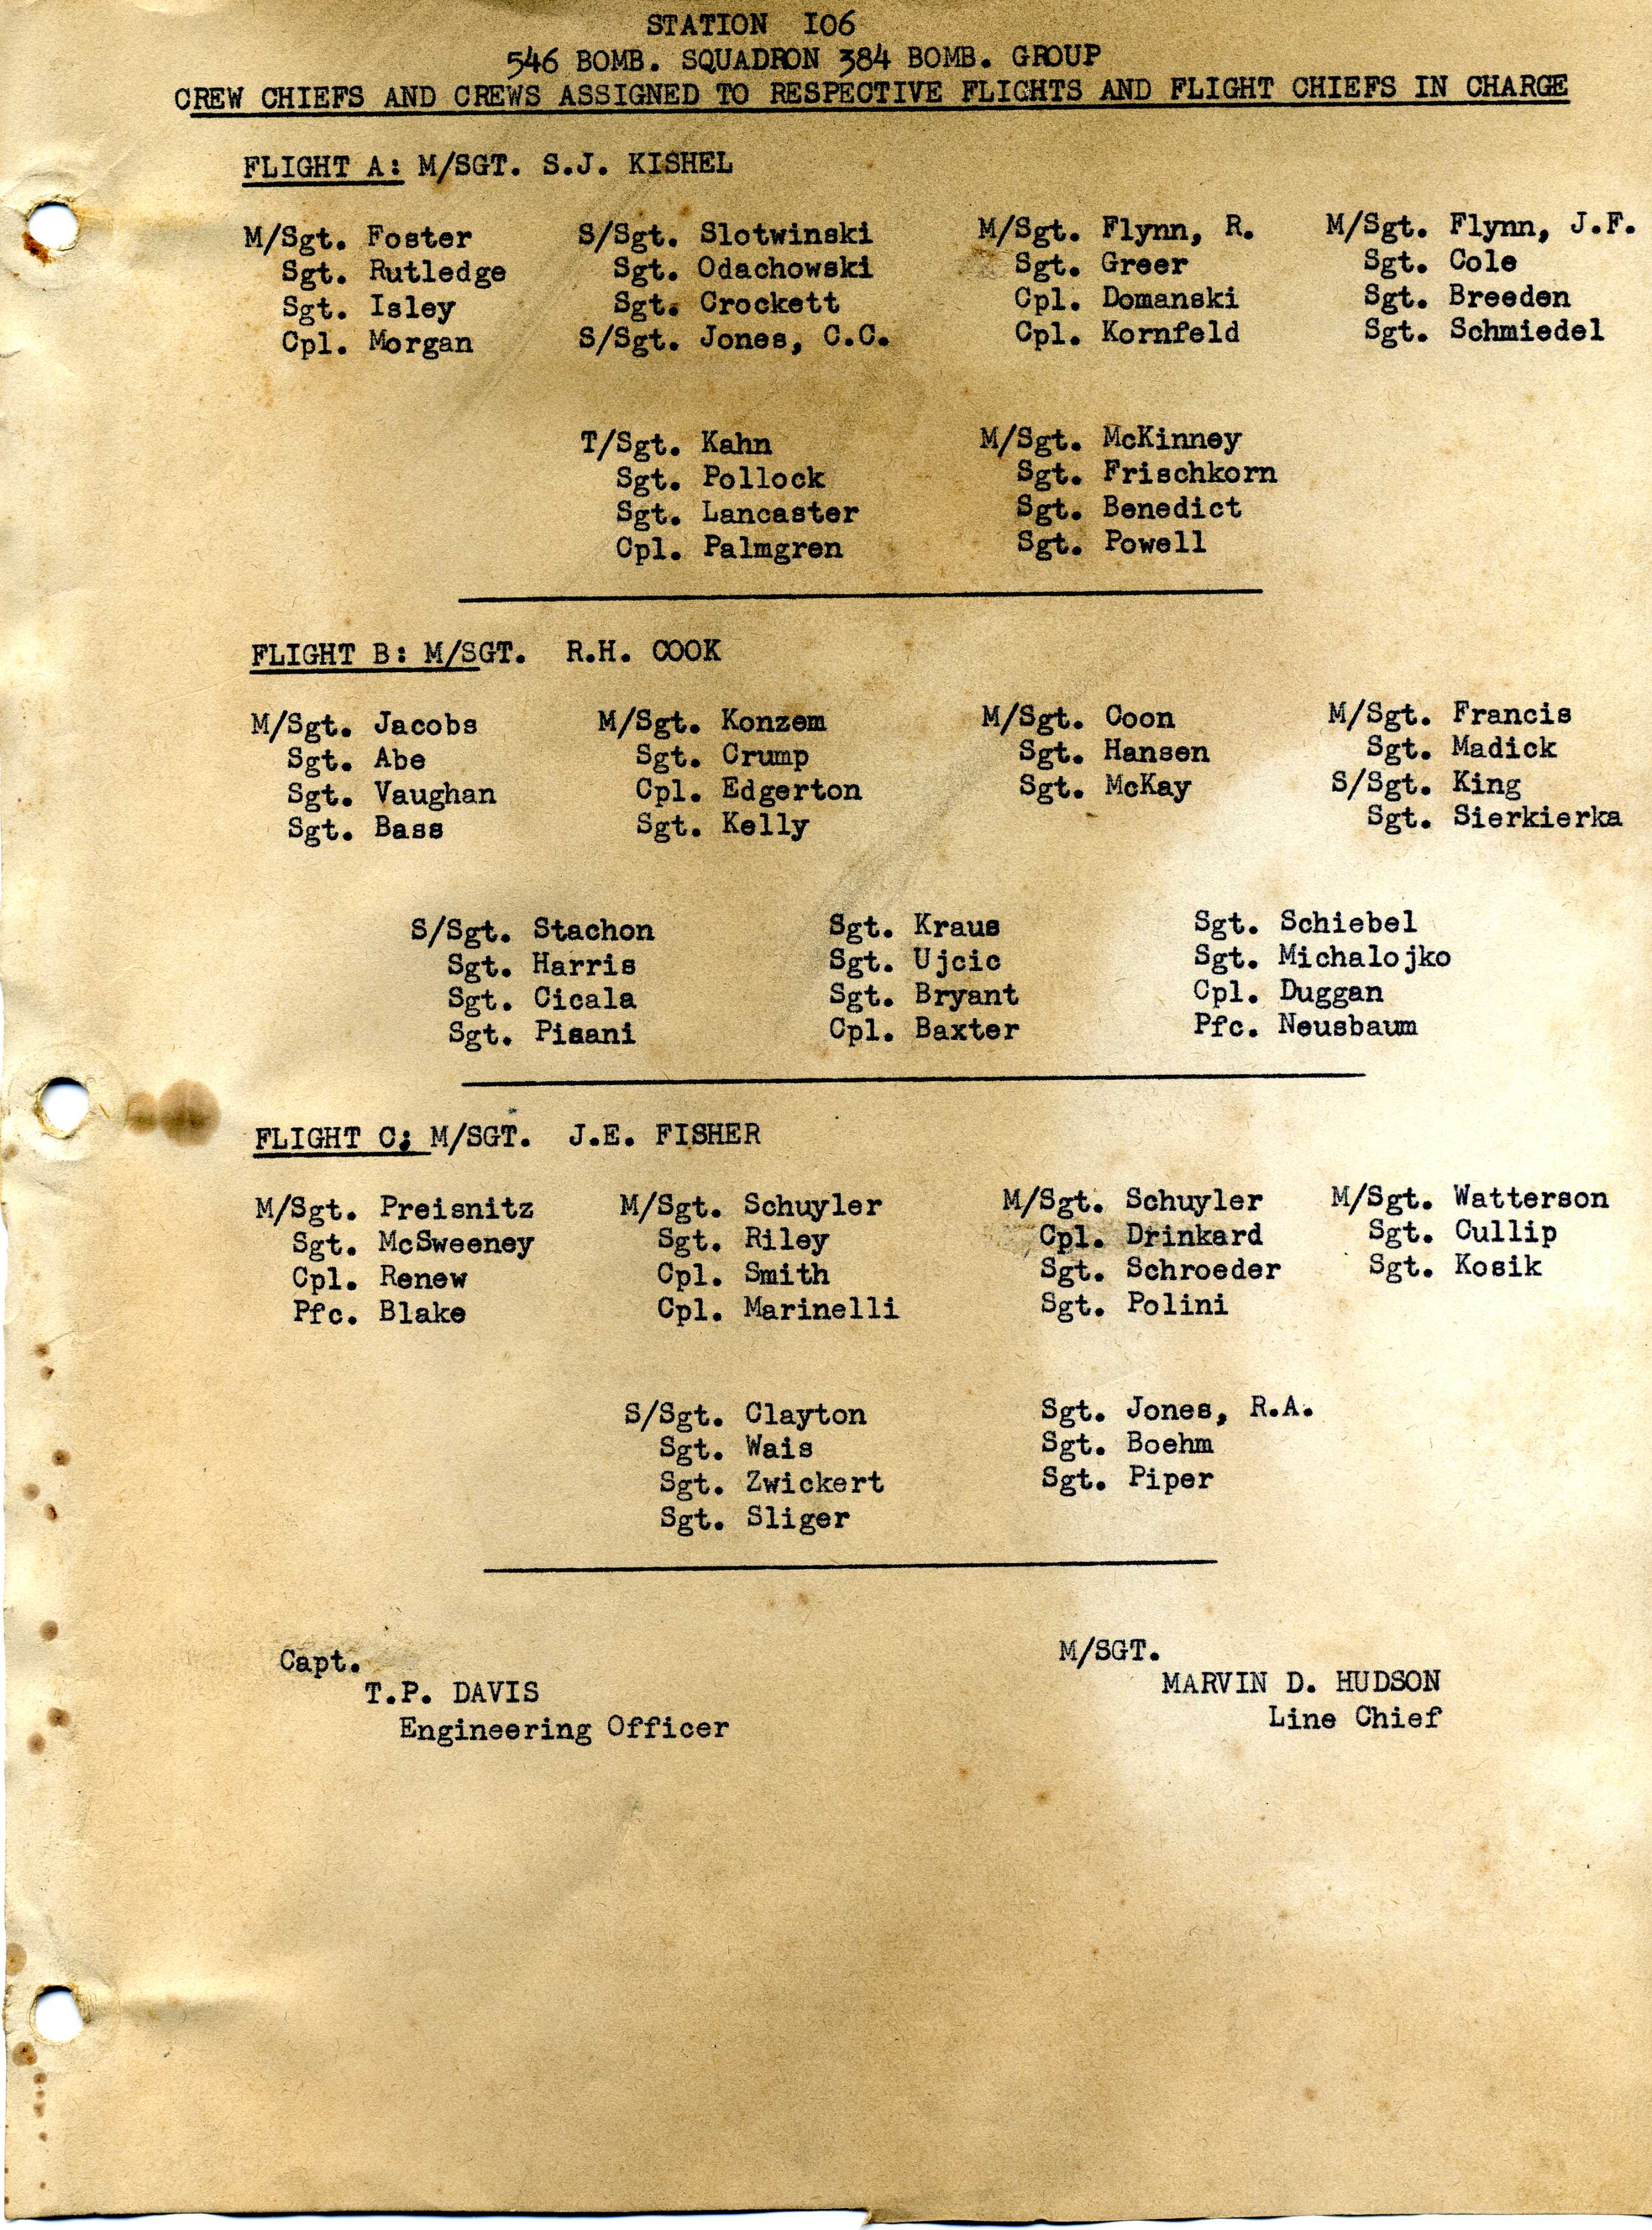 STATION I06
546 BOMB. SQUADRON 384 BOMB. GROUP
CREW CHIEFS AND CREWS ASSIGNED TO RESPECTIVE FLIGHTS AND FLIGHT CHIEFS IN CHARGE
FLIGHT A: M/SGT. S.J. KISHEL
M/Sgt. Foster S/Sgt. Slotwinski M/Sgt. Flynn, R. M/Sgt. Flynn, J.F.
Sgt. Rutledge Sgt. Odachowski Sgt. Greer Sgt. Cole
Sgt. Isley Sgt. Crockett Cpl. Domanski Sgt. Breeden
Cpl. Morgan S/Sgt. Jones, C.C. Cpl. Kornfeld Sgt. Schmiedel
T/Sgt. Kahn M/Sgt. McKinney
Sgt. Pollock Sgt. Frischkorn
Sgt. Lancaster Sgt. Benedict
Cpl. Palmgren Sgt. Powell
FLIGHT B: M/SGT. R.H. COOK
M/Sgt. Jacobs M/Sgt. Konzem M/Sgt. Coon M/Sgt. Francis
Sgt. Abe Sgt. Crump Sgt. Hansen Sgt. Madick
Sgt. Vaughan Cpl. Edgerton Sgt. McKay S/Sgt. King
Sgt. Bass Sgt. Kelly Sgt. Sierkierka
S/Sgt. Stachon Sgt. Kraus Sgt. Schiebel
Sgt. Harris Sgt. Ujcic Sgt. Michalojko
Sgt. Cicala Sgt. Bryant Cpl. Duggan
Sgt. Pisani Cpl. Baxter Pfc. Neusbaum
FLIGHT C; M/SGT. J.E. FISHER
M/Sgt. Preisnitz M/Sgt. Schuyler M/Sgt. Schuyler M/Sgt. Watterson
Sgt. McSweeney Sgt. Riley Cpl. Drinkard Sgt. Cullip
Cpl. Renew Cpl. Smith Sgt. Schroeder Sgt. Kosik
Pfc. Blake Cpl. Marinelli Sgt. Polini
S/Sgt. Clayton Sgt. Jones, R.A.
Sgt. Wais Sgt. Boehm
Sgt. Zwickert Sgt. Piper
Sgt. Sliger
Capt. M/SGT.
T.P. DAVIS MARVIN D. HUDSON
Engineering Officer Line Chief